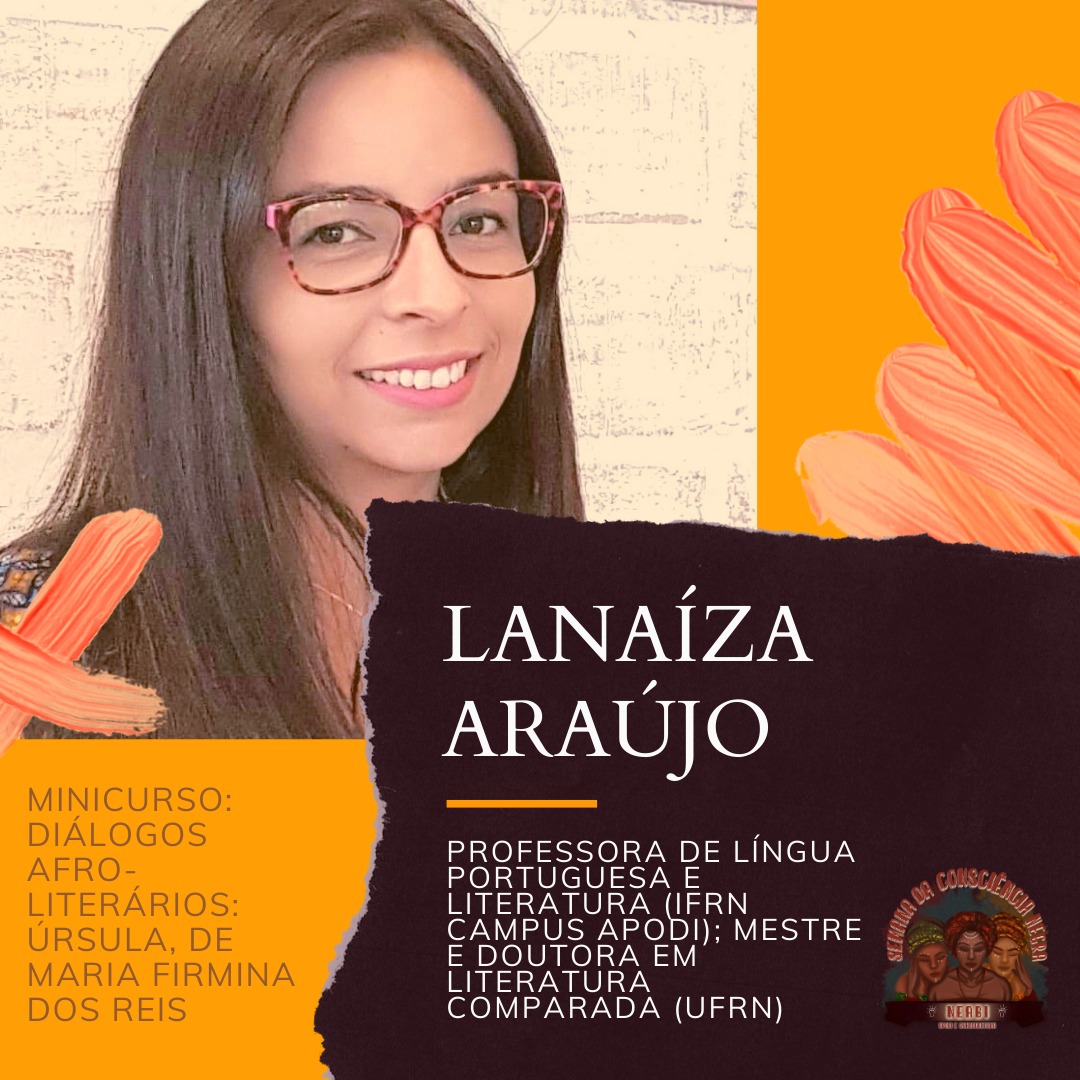 LANAÍZA
ARAÚJO
PROFESSORA DE LÍNGUA
PORTUGUESA E
LITERATURA (IFRN
CAMPUS APODI); MESTRE
E DOUTORA EM
LITERATURA
COMPARADA (UFRN)
MINICURSO:
DIÁLOGOS
AFRO-
LITERÁRIOS:
ÚRSULA, DE
MARIA FIRMINA
DOS REIS
SEMANA DA CONSCIÊNCIA NEGRA
NEABI